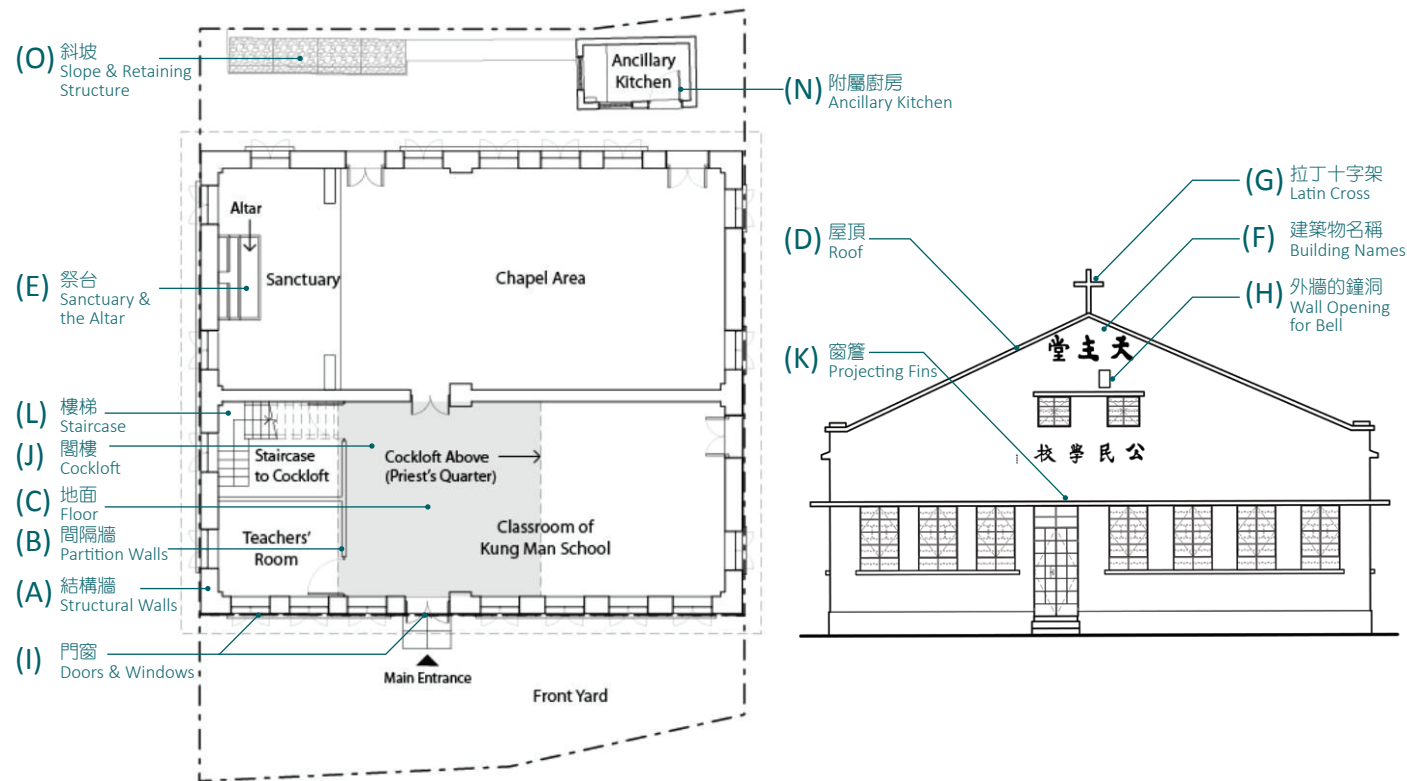 (O) 斜坡
Slope & Retaining
Structure
Ancillary
Kitchen
(N) 附屬廚房
Ancillary Kitchen
Altar
Sanctuary
Chapel Area
(E) 祭台
Sanctuary &
the Altar
(L) 樓梯
Staircase
(J) 閣樓
Cockloft
(C) 地面
Floor
(B) 間隔牆
Partition Walls
(A) 結構牆
Structural Walls
(I) 門窗
Doors & Windows
Staircase
to Cockloft
Cockloft Above
(Priest's Quarter)
Teachers'
Room
Classroom of
Kung Man School
Main Entrance
Front Yard
(D) 屋頂
Roof
(K) 窗簷
Projecting Fins
(G) 拉丁十字架
Latin Cross
(F) 建築物名稱
Building Names
(H) 外牆的鐘洞
Wall Opening
for Bell
堂主天
校學民公